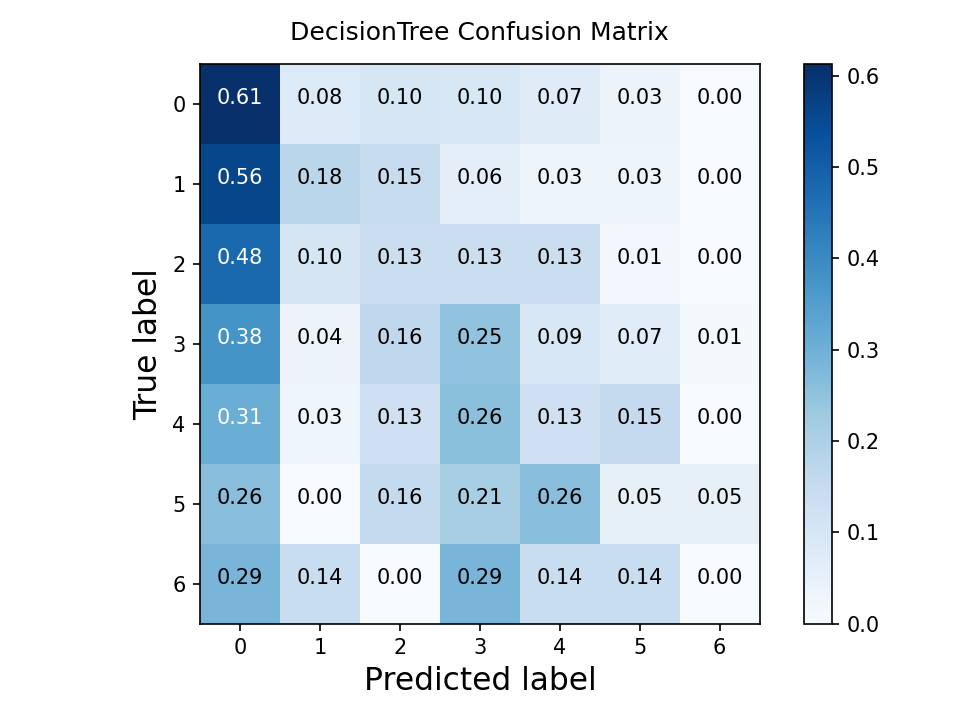 DecisionTree Confusion Matrix
0 0.61 0.08 0.10 0.10 0.07 0.03 0.00
1 0.56 0.18 0.15 0.06 0.03 0.03 0.00
2 0.48 0.10 0.13 0.13 0.13 0.01 0.00
3 0.38 0.04 0.16 0.25 0.09 0.07 0.01
4 0.31 0.03 0.13 0.26 0.13 0.15 0.00
5 0.26 0.00 0.16 0.21 0.26 0.05 0.05
6 0.29 0.14 0.00 0.29 0.14 0.14 0.00
0 1 2 3 4 5 6
True label
Predicted label
0.6
0.5
0.4
0.3
0.2
0.1
0.0